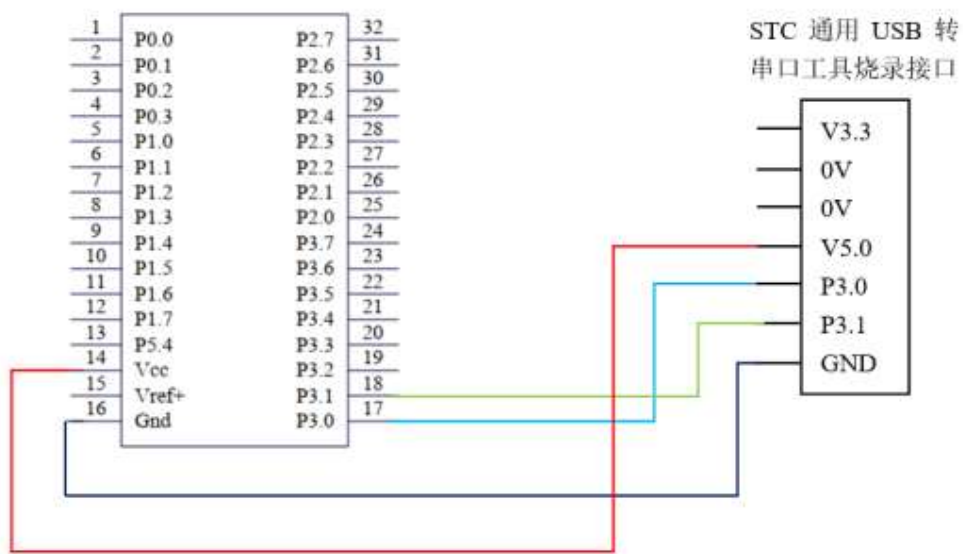 1
P0.0
2
P0.1
3
P0.2
4
P0.3
5
P1.0
6
P1.1
7
P1.2
8
P1.3
9
P1.4
10
P1.5
11
P1.6
12
P1.7
13
P5.4
14
Vcc
15
Vref+
16
Gnd
32
P2.7
31
P2.6
30
P2.5
29
P2.4
28
P2.3
27
P2.2
26
P2.1
25
P2.0
24
P3.7
23
P3.6
22
P3.5
21
P3.4
20
P3.3
19
P3.2
18
P3.1
17
P3.0
STC 通用 USB 转
串口工具烧录接口
V3.3
0V
0V
V5.0
P3.0
P3.1
GND